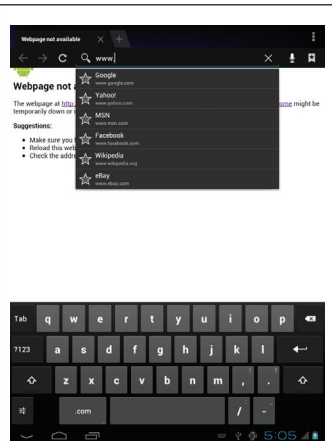 Webpage not available
www.
Google
www.google.com
Yahoo!
www.yahoo.com
MSN
www.msn.com
Facebook
www.facebook.com
Wikipedia
www.wikipedia.org
eBay
www.ebay.com
Webpage not a
The webpage at http: ome might be
temporarily down or i
Suggestions:
Make sure you h
Reload this web
Check the addre
Tab q w e r t y u i o p
?123 a s d f g h j k l
z x c v b n m , ! . ?
.com / -
5:05